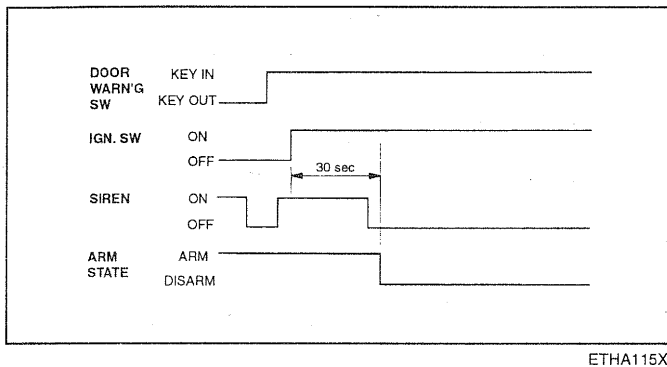 DOOR WARN'G SW
KEY IN
KEY OUT
IGN. SW
ON
OFF
30 sec
SIREN
ON
OFF
ARM STATE
ARM
DISARM
ETHA115X